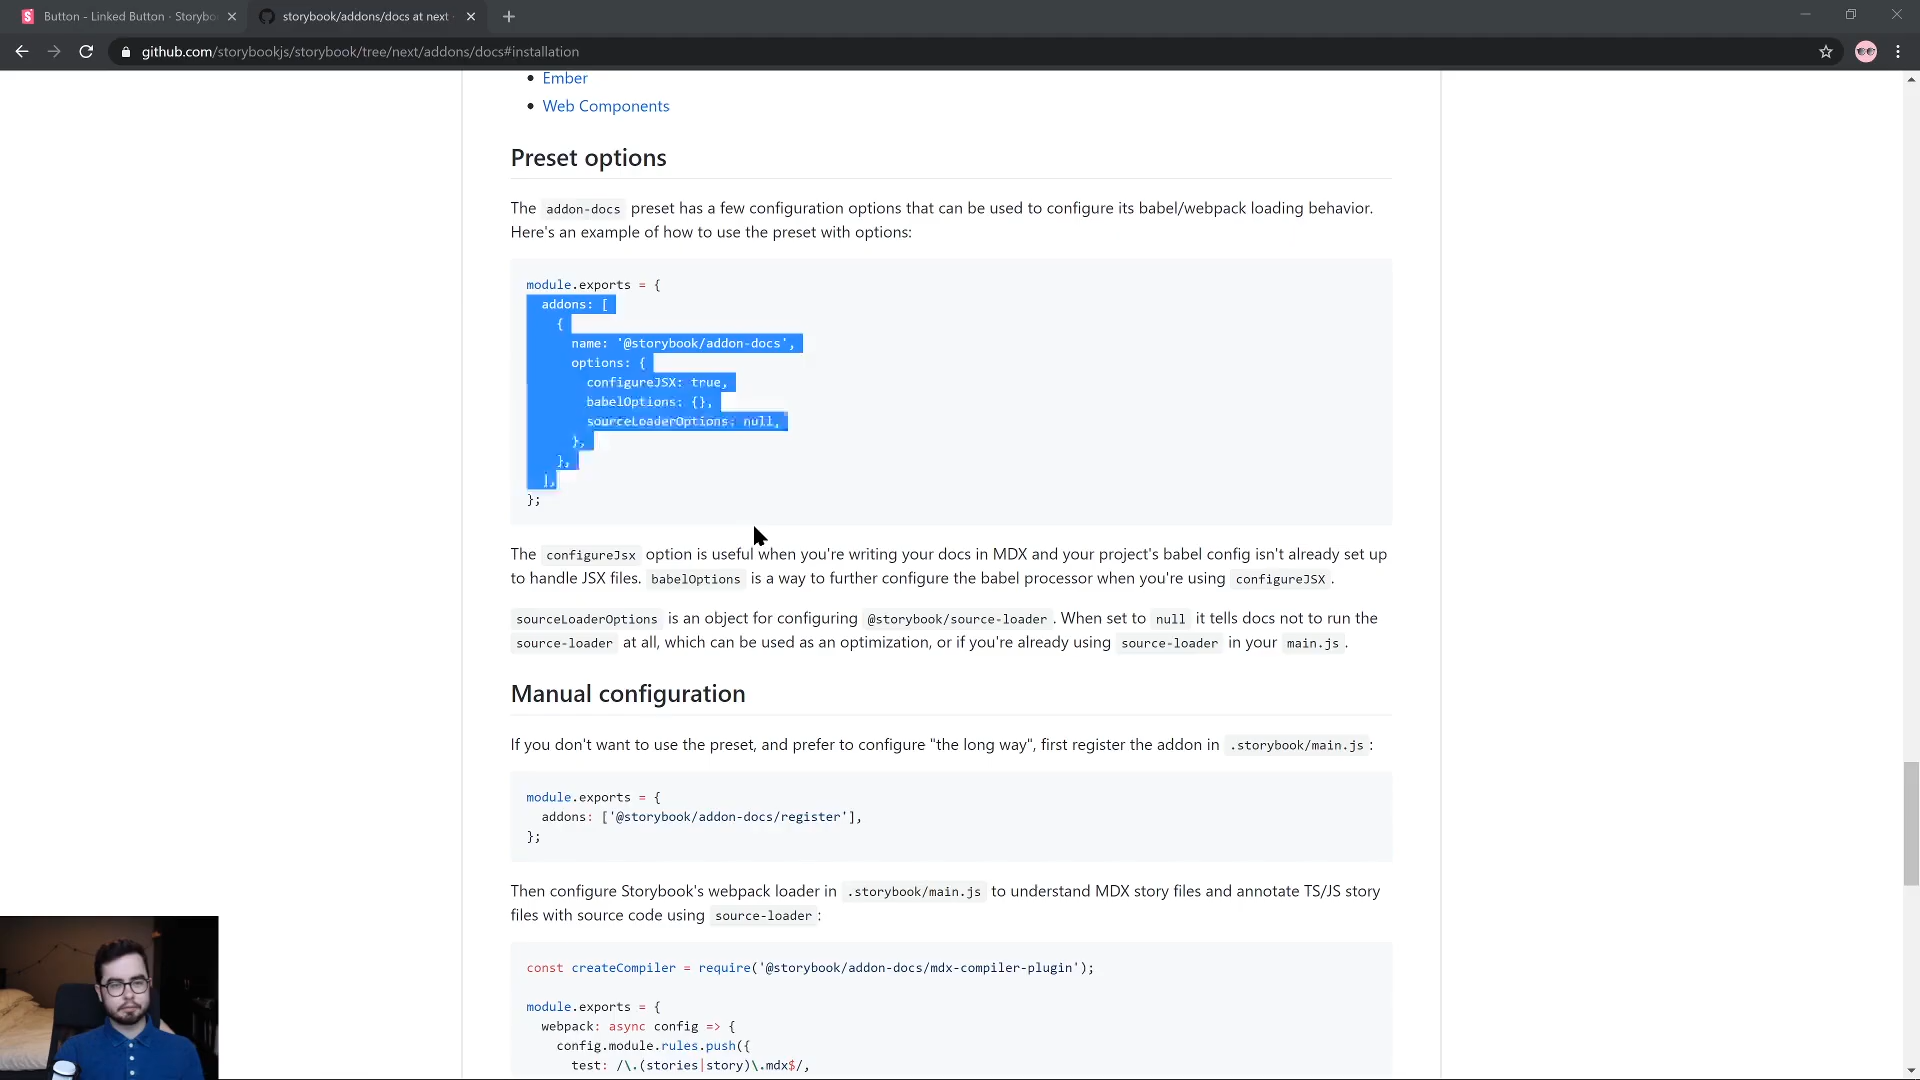 Button - Linked Button · Storybo
storybook/addons/docs at next ·
github.com/storybookjs/storybook/tree/next/addons/docs#installation
Ember
Web Components
Preset options
The addon-docs preset has a few configuration options that can be used to configure its babel/webpack loading behavior.
Here's an example of how to use the preset with options:
module.exports = {
addons: [
{
name: '@storybook/addon-docs',
options: {
configureJSX: true,
babelOptions: {},
sourceLoaderOptions: null,
},
},
],
};
The configureJsx option is useful when you're writing your docs in MDX and your project's babel config isn't already set up
to handle JSX files. babelOptions is a way to further configure the babel processor when you're using configureJSX .
sourceLoaderOptions is an object for configuring @storybook/source-loader . When set to null it tells docs not to run the
source-loader at all, which can be used as an optimization, or if you're already using source-loader in your main.js .
Manual configuration
If you don't want to use the preset, and prefer to configure "the long way", first register the addon in .storybook/main.js :
module.exports = {
addons: ['@storybook/addon-docs/register'],
};
Then configure Storybook's webpack loader in .storybook/main.js to understand MDX story files and annotate TS/JS story
files with source code using source-loader :
const createCompiler = require('@storybook/addon-docs/mdx-compiler-plugin');
module.exports = {
webpack: async config => {
config.module.rules.push({
test: /\.(stories|story)\.mdx$/,